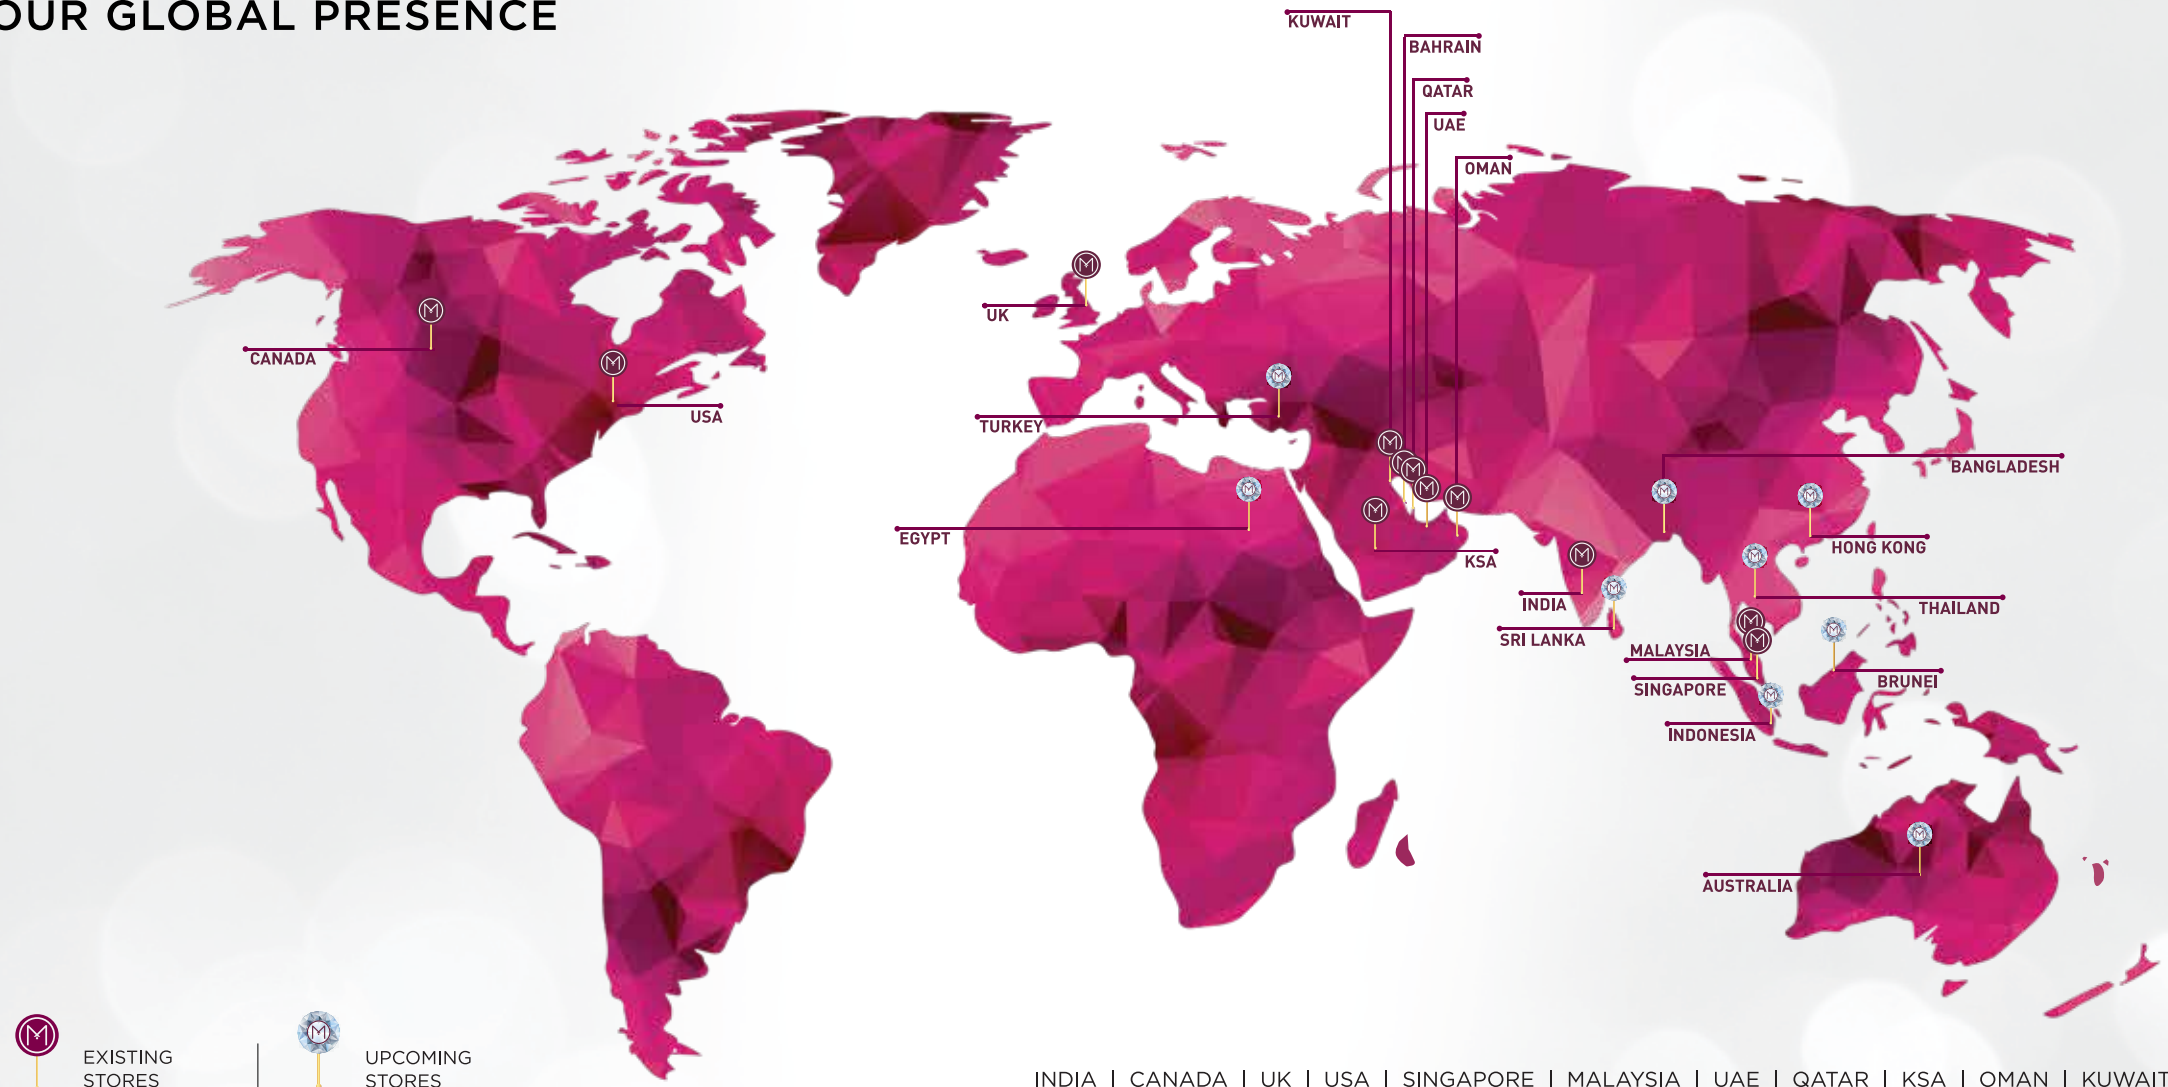 OUR GLOBAL PRESENCE
KUWAIT
BAHRAIN
QATAR
UAE
OMAN
UK
CANADA
USA
TURKEY
BANGLADESH
EGYPT
HONG KONG
KSA
INDIA
THAILAND
SRI LANKA
MALAYSIA
BRUNEI
SINGAPORE
INDONESIA
AUSTRALIA
EXISTING
STORES
UPCOMING
STORES
INDIA | CANADA | UK | USA | SINGAPORE | MALAYSIA | UAE | QATAR | KSA | OMAN | KUWAIT